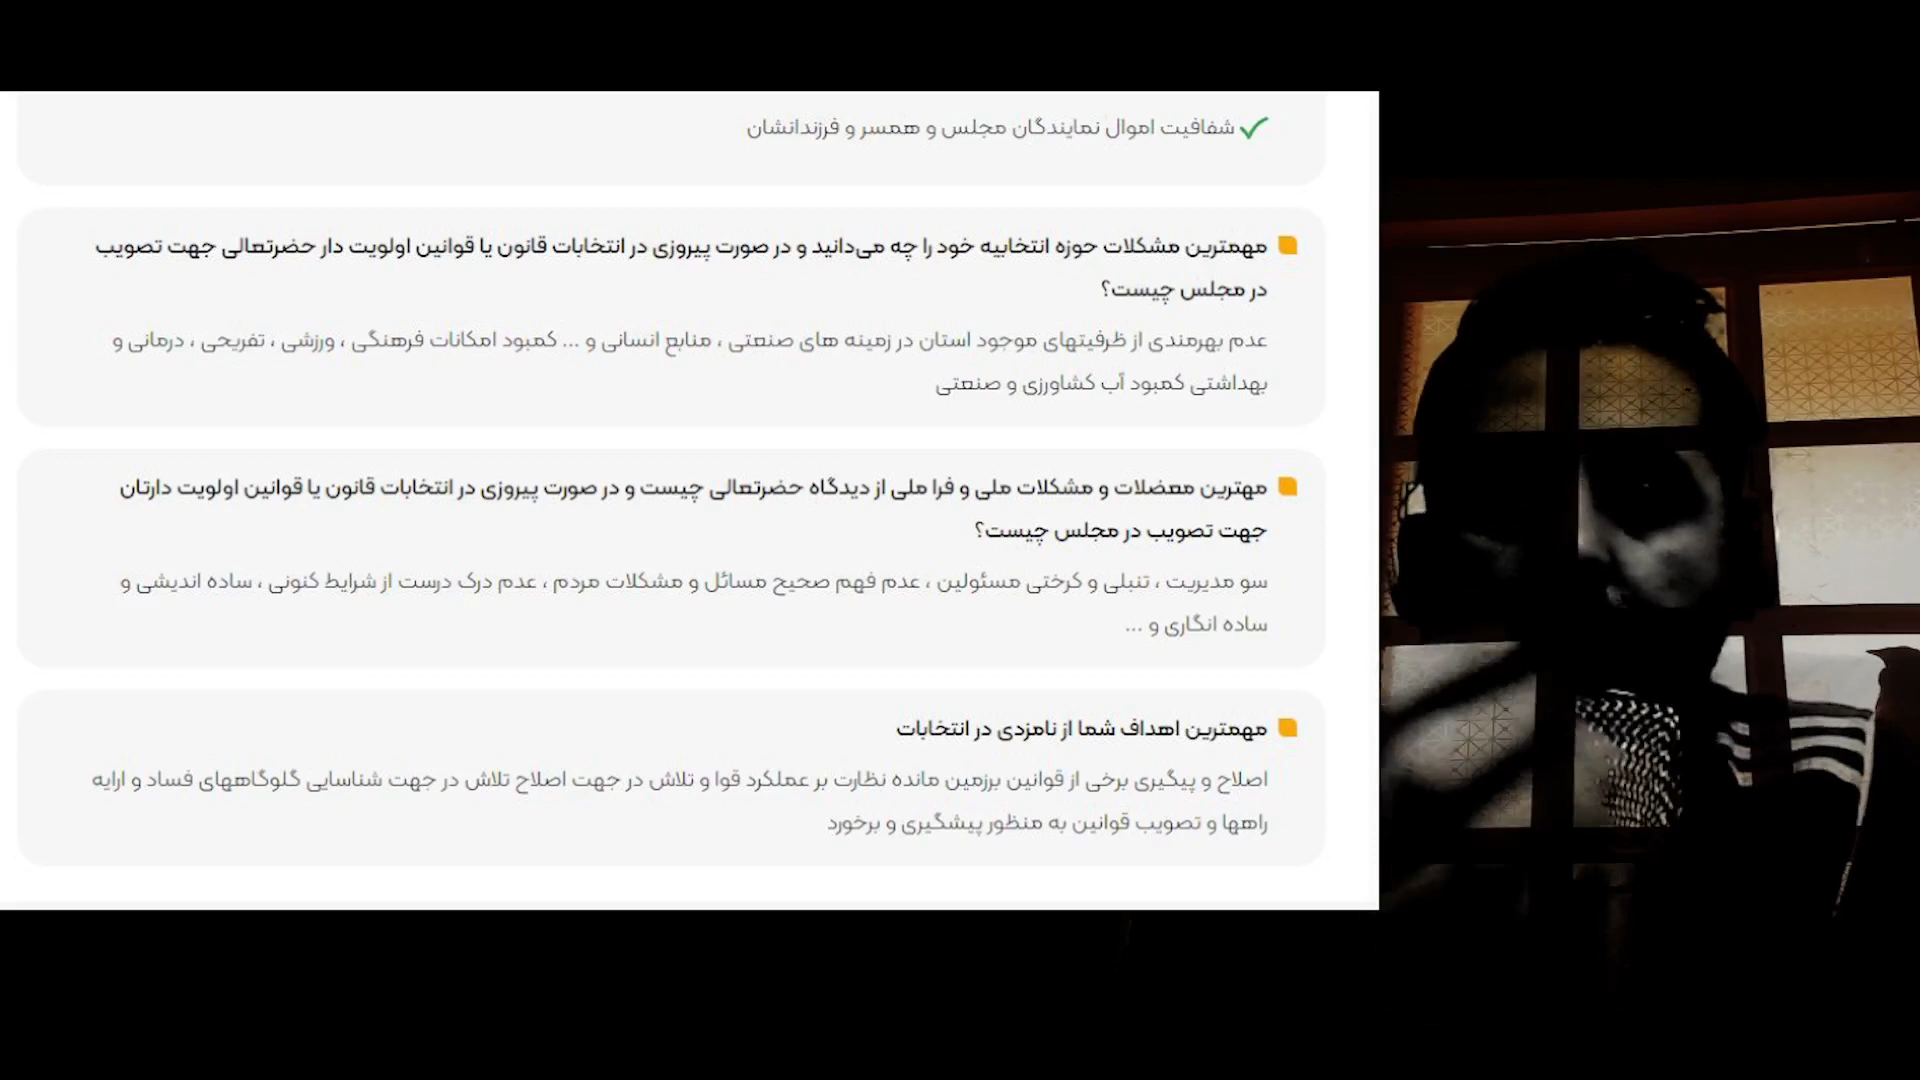 شفافیت اموال نمایندگان مجلس و همسر و فرزندانشان
مهمترین مشکلات حوزه انتخابیه خود را چه می‌دانید و در صورت پیروزی در انتخابات قانون یا قوانین اولویت دار حضرتعالی جهت تصویب
در مجلس چیست؟
عدم بهرمندی از ظرفیتهای موجود استان در زمینه های صنعتی ، منابع انسانی و ... کمبود امکانات فرهنگی ، ورزشی ، تفریحی ، درمانی و
بهداشتی کمبود آب کشاورزی و صنعتی
مهترین معضلات و مشکلات ملی و فرا ملی از دیدگاه حضرتعالی چیست و در صورت پیروزی در انتخابات قانون یا قوانین اولویت دارتان
جهت تصویب در مجلس چیست؟
سو مدیریت ، تنبلی و کرختی مسئولین ، عدم فهم صحیح مسائل و مشکلات مردم ، عدم درک درست از شرایط کنونی ، ساده اندیشی و
ساده انگاری و ...
مهمترین اهداف شما از نامزدی در انتخابات
اصلاح و پیگیری برخی از قوانین برزمین مانده نظارت بر عملکرد قوا و تلاش در جهت اصلاح تلاش در جهت شناسایی گلوگاههای فساد و ارایه
راهها و تصویب قوانین به منظور پیشگیری و برخورد